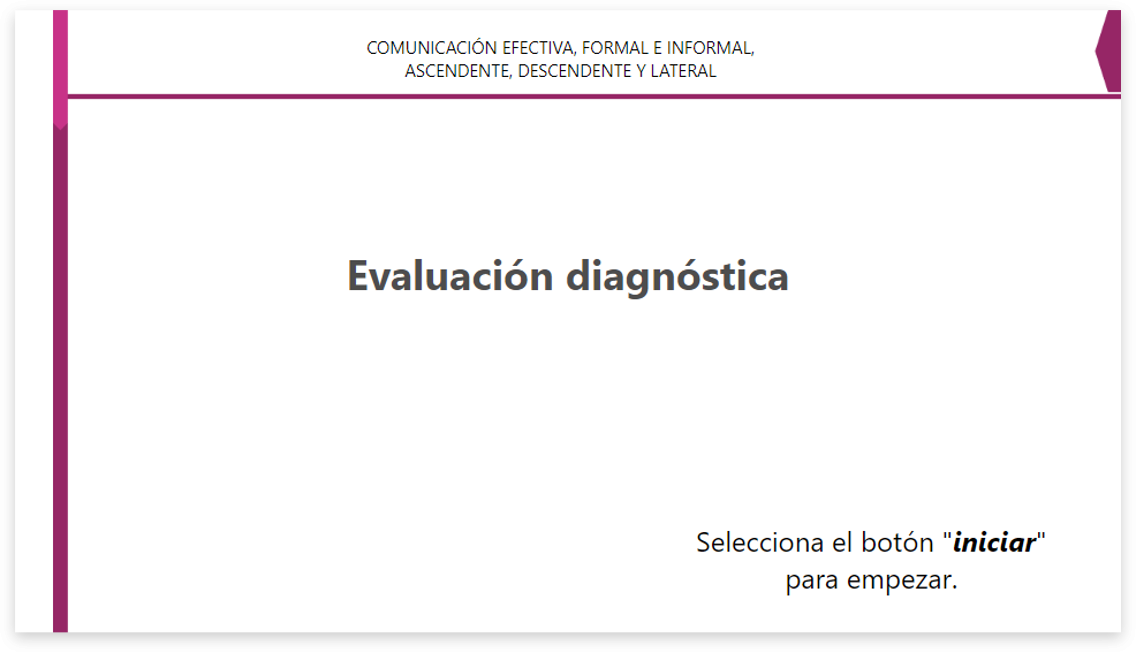 COMUNICACIÓN EFECTIVA, FORMAL E INFORMAL,
ASCENDENTE, DESCENDENTE Y LATERAL
Evaluación diagnóstica
Selecciona el botón "iniciar"
para empezar.